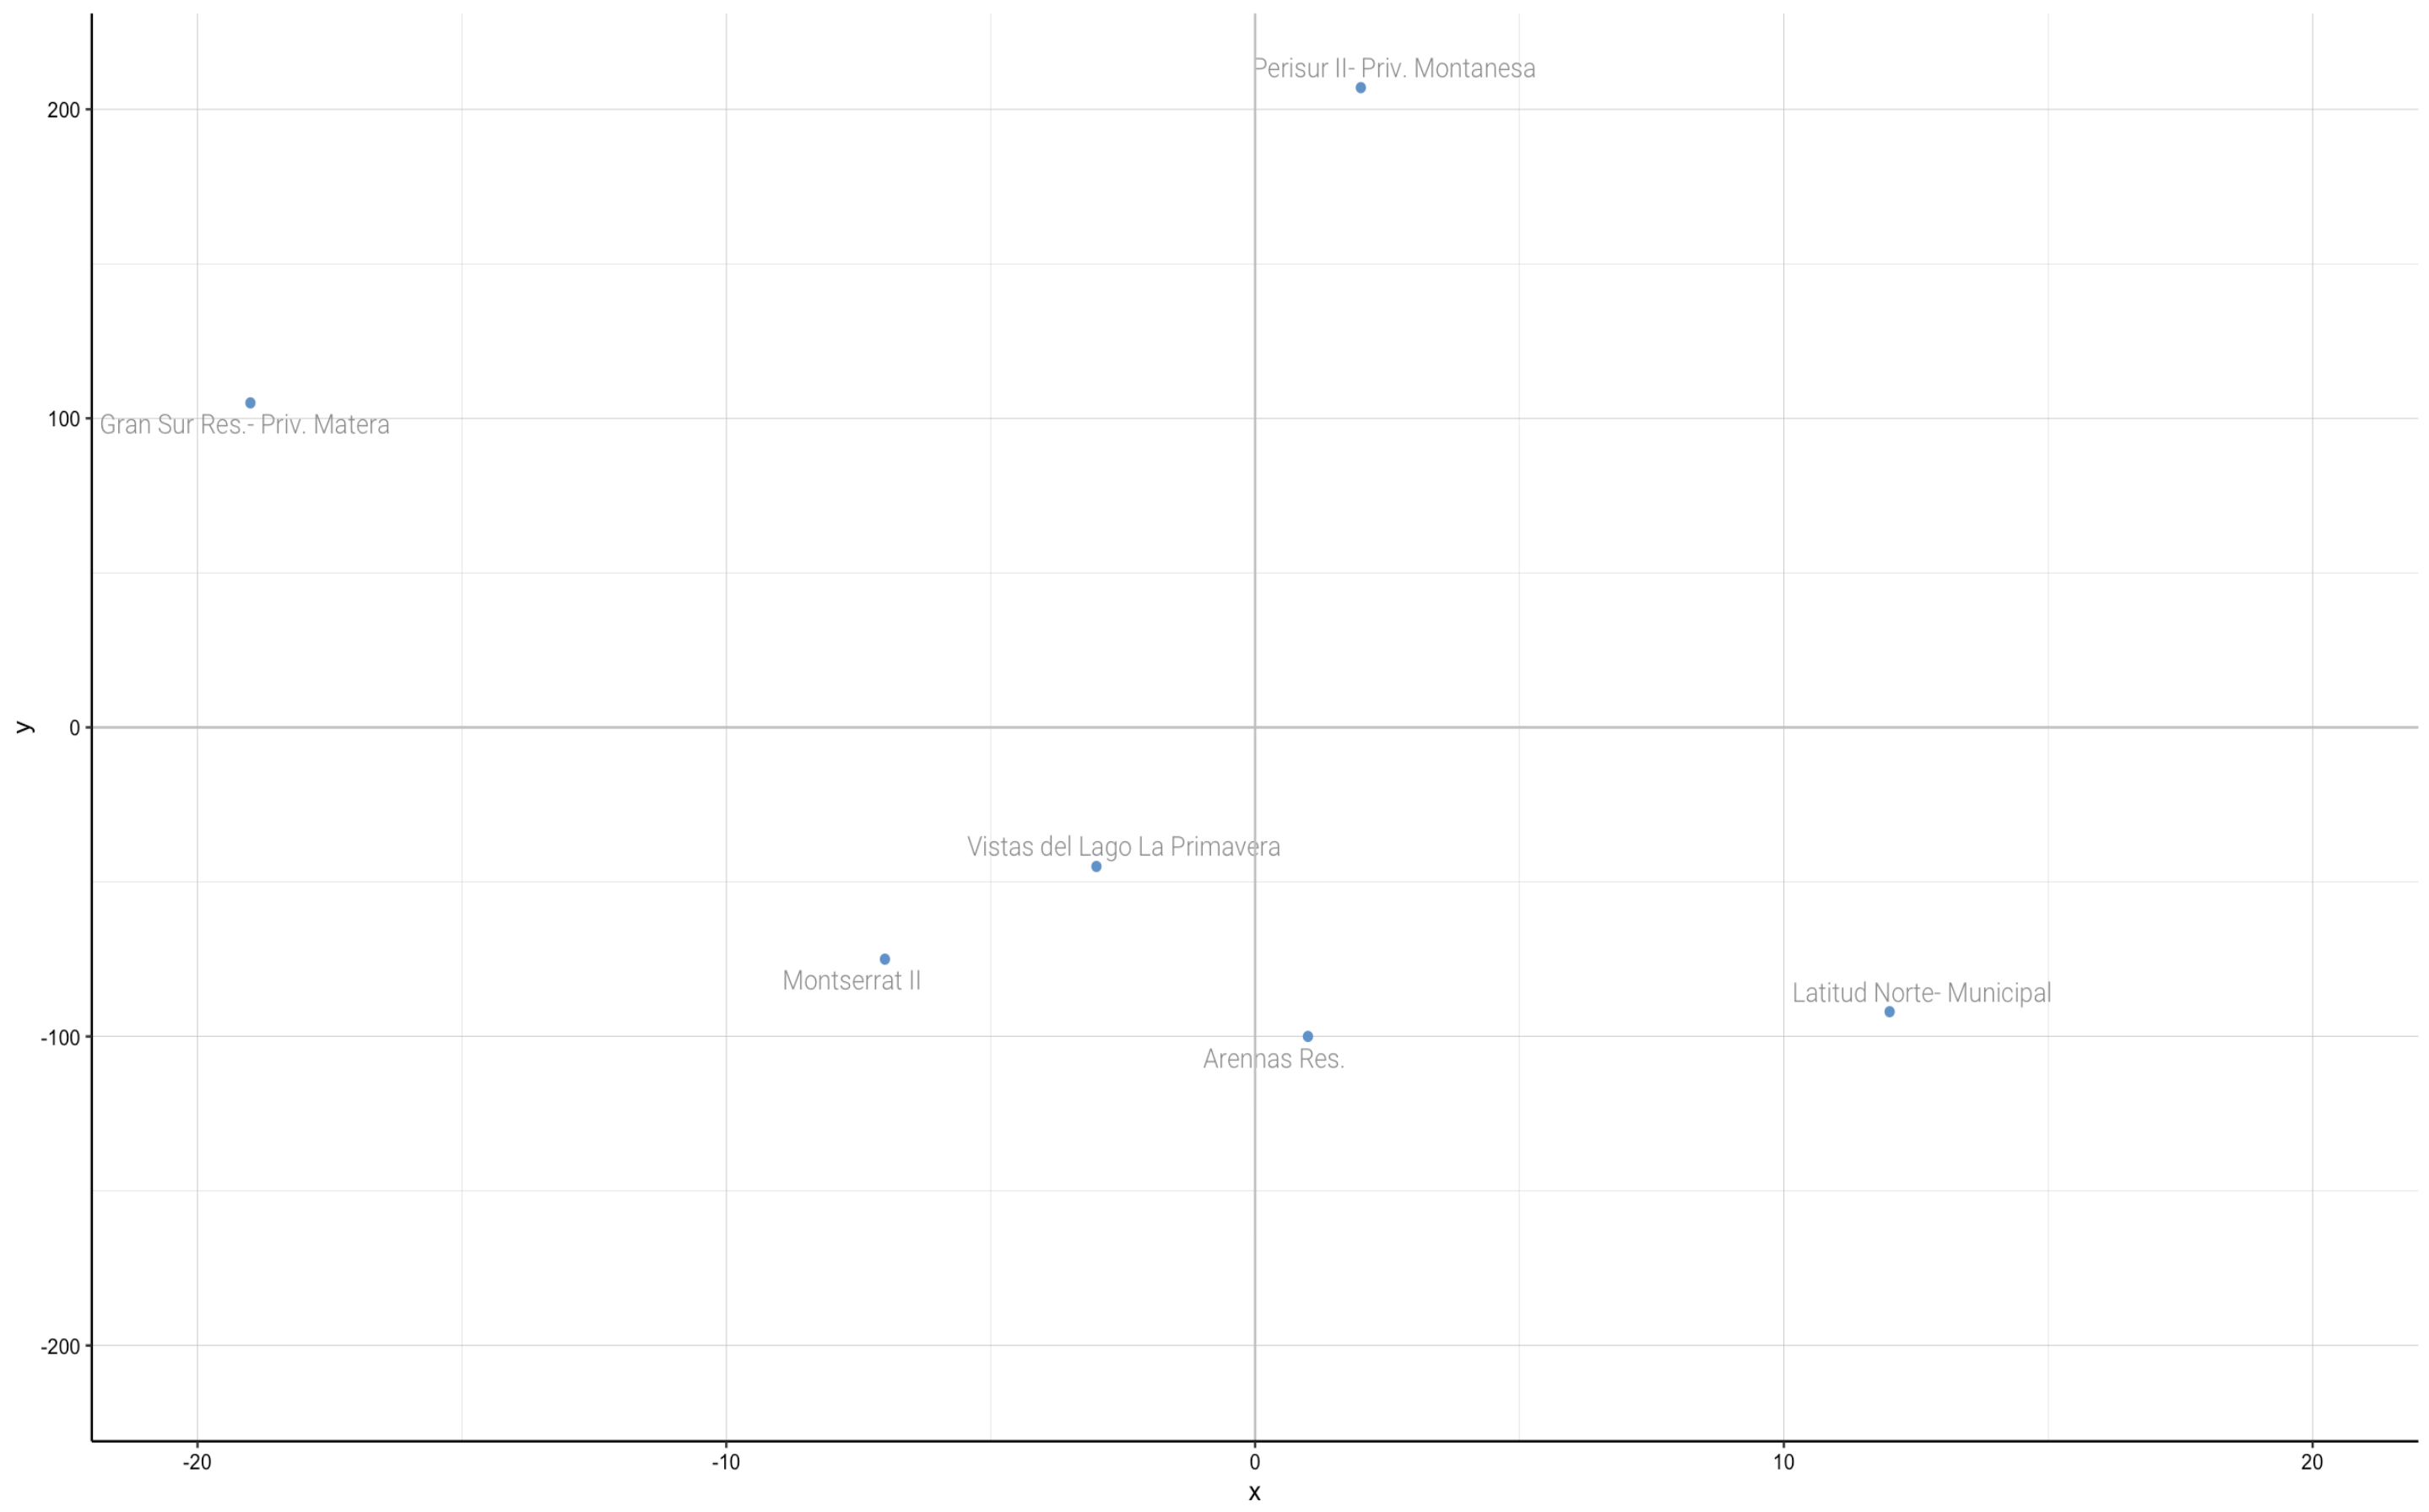 Perisur II- Priv. Montanesa
200
100
Gran Sur Res.- Priv. Matera
y
0
Vistas del Lago La Primavera
Montserrat II
Latitud Norte- Municipal
-100
Arennas Res.
-200
-20 -10 0 10 20
x